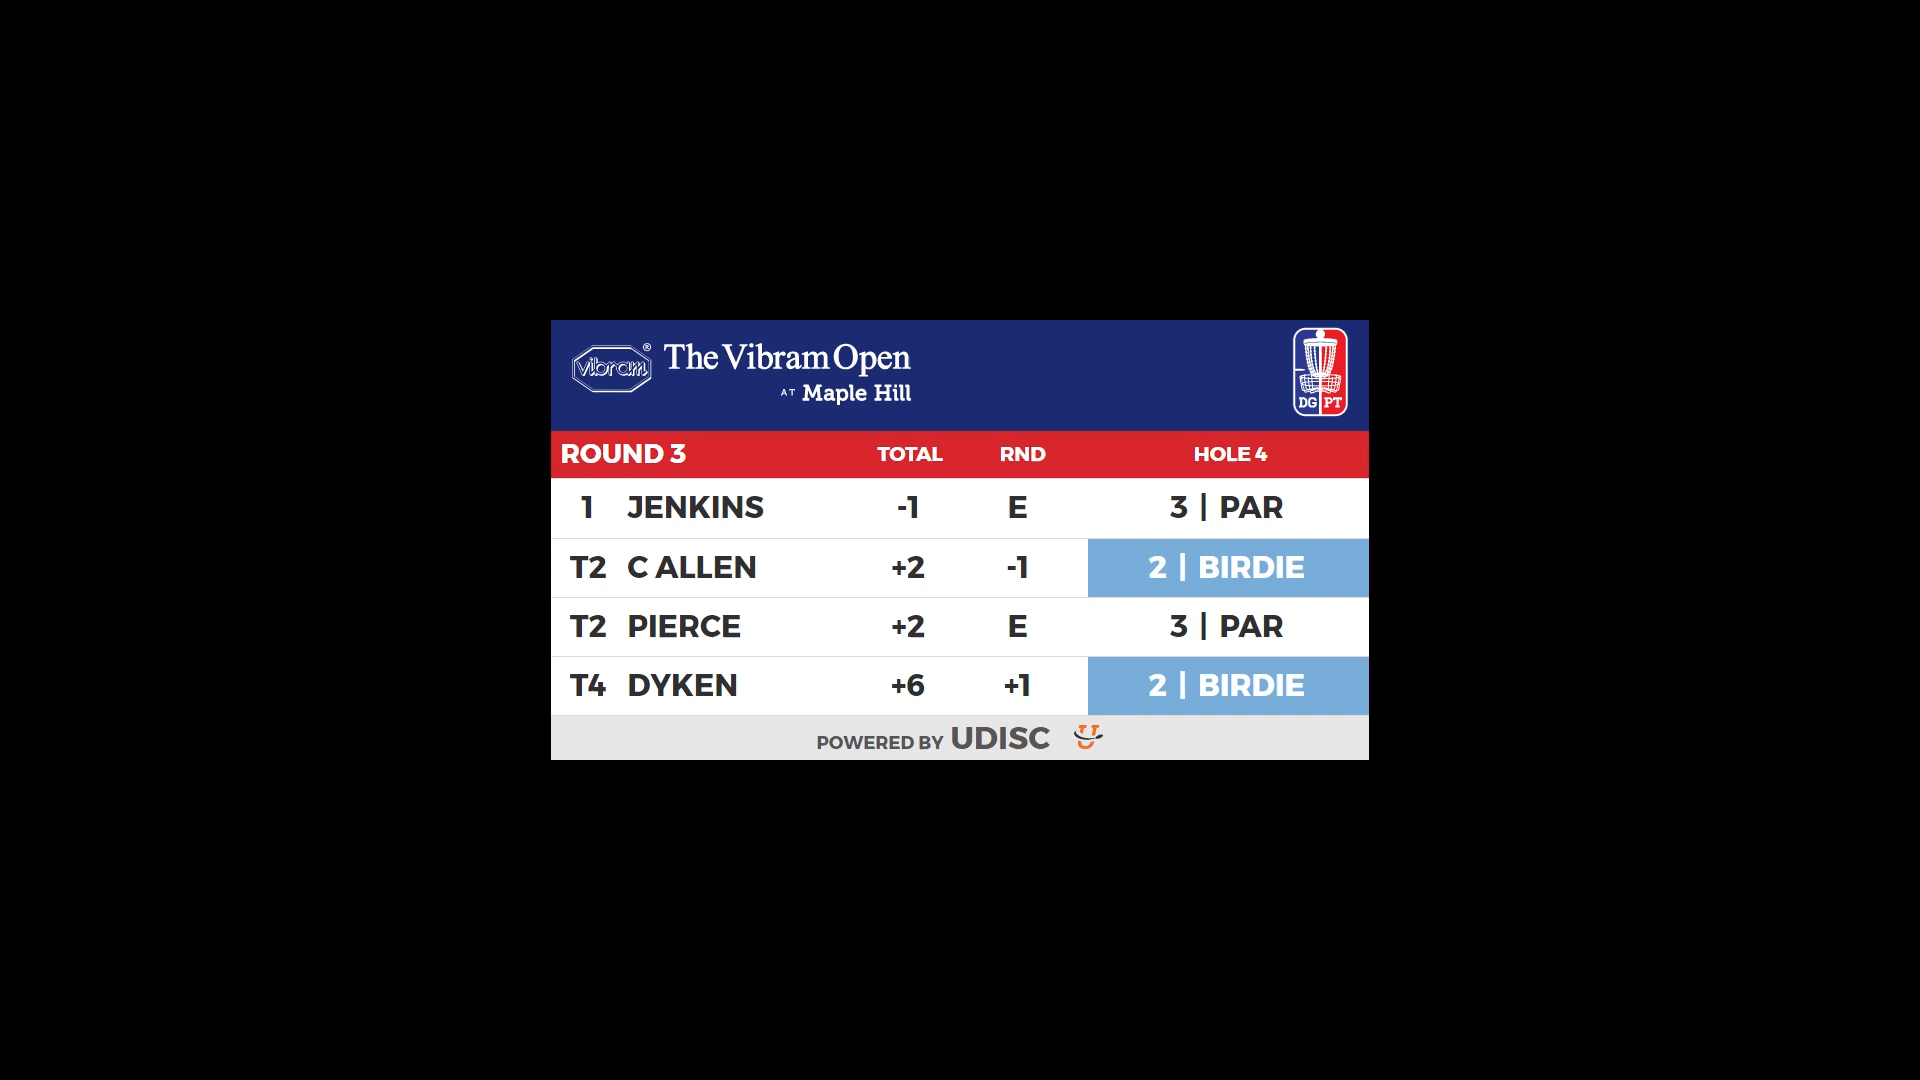 vibram® The Vibram Open
AT Maple Hill
DG PT
ROUND 3 TOTAL RND HOLE 4
1 JENKINS -1 E 3 | PAR
T2 C ALLEN +2 -1 2 | BIRDIE
T2 PIERCE +2 E 3 | PAR
T4 DYKEN +6 +1 2 | BIRDIE
POWERED BY UDISC